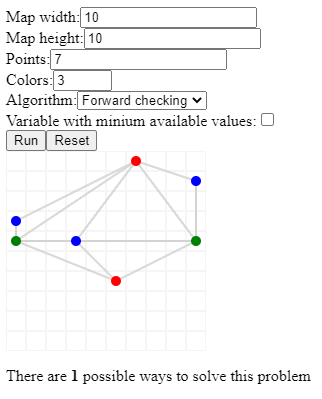 Map width: 10
Map height: 10
Points: 7
Colors: 3
Algorithm: Forward checking
Variable with minium available values:
Run Reset
There are 1 possible ways to solve this problem